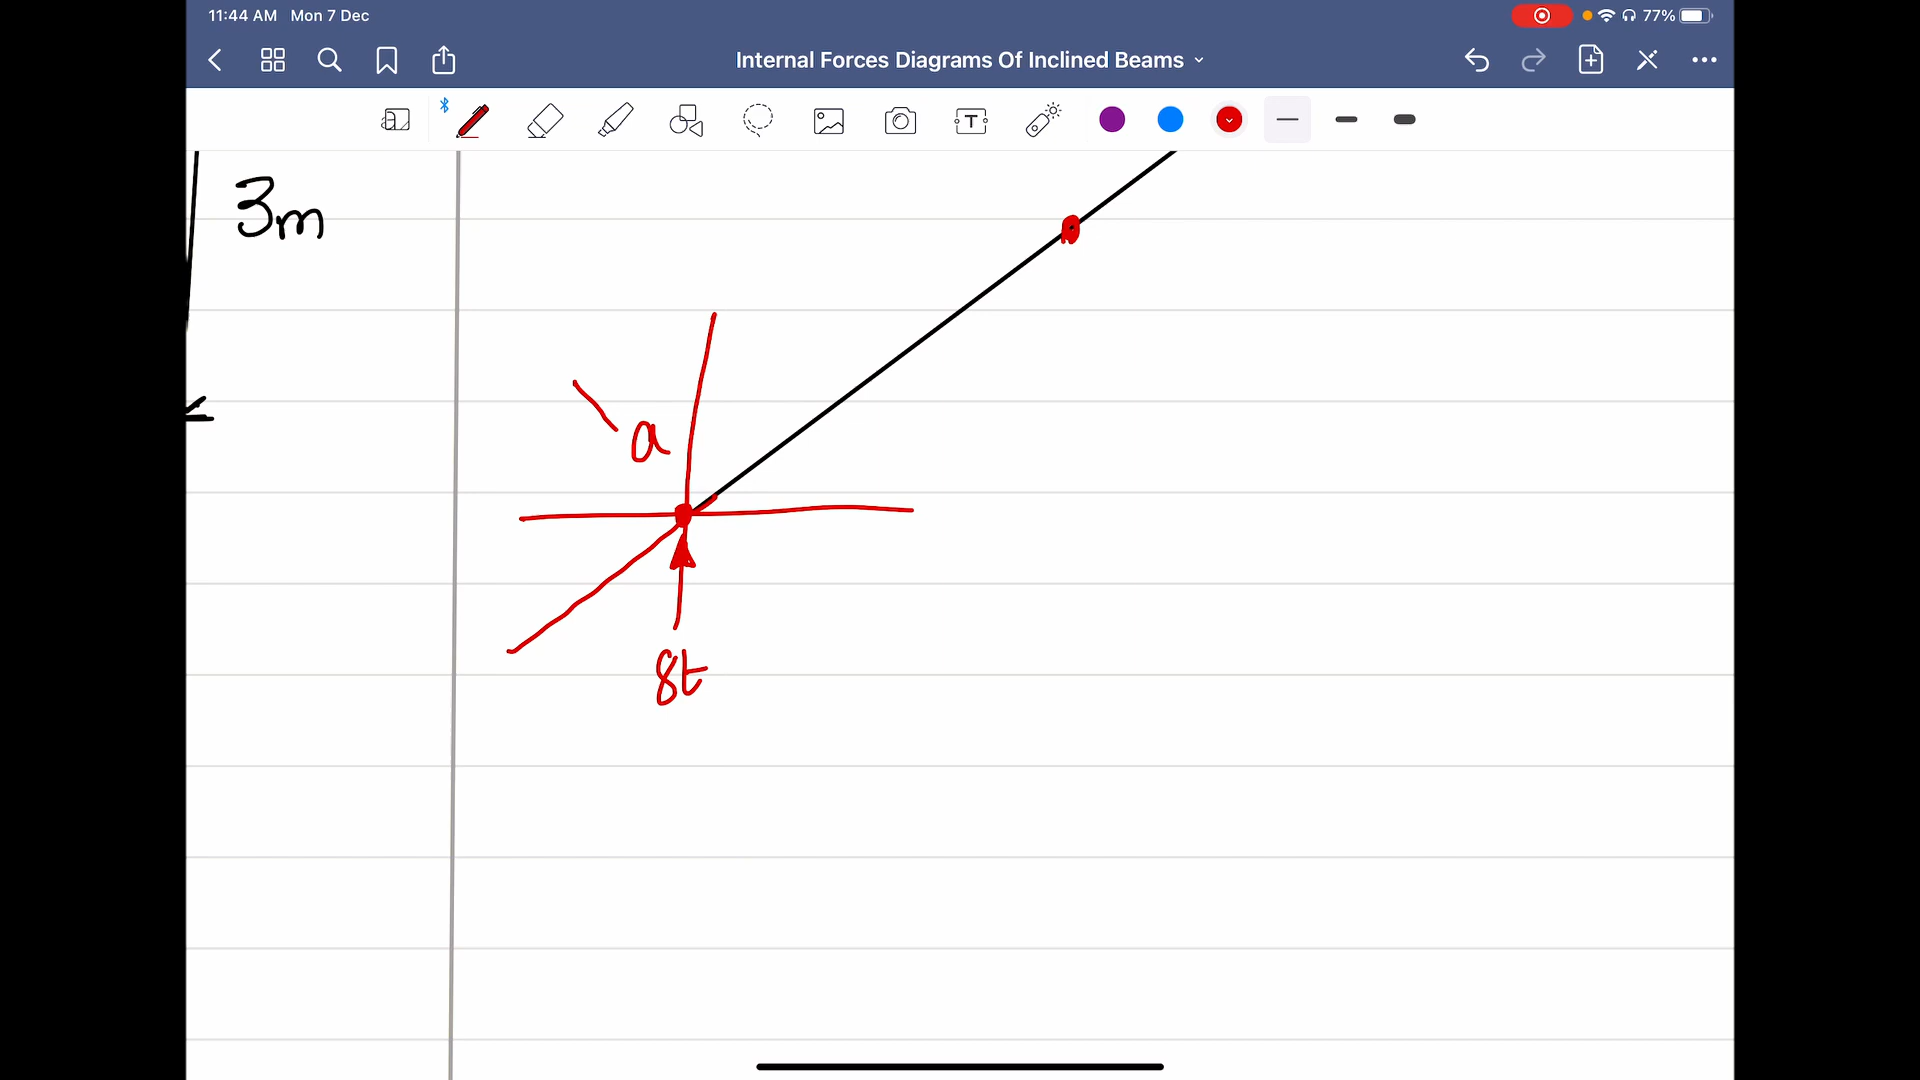 11:44 AM Mon 7 Dec
77%
Internal Forces Diagrams Of Inclined Beams
T
3m
a
8t